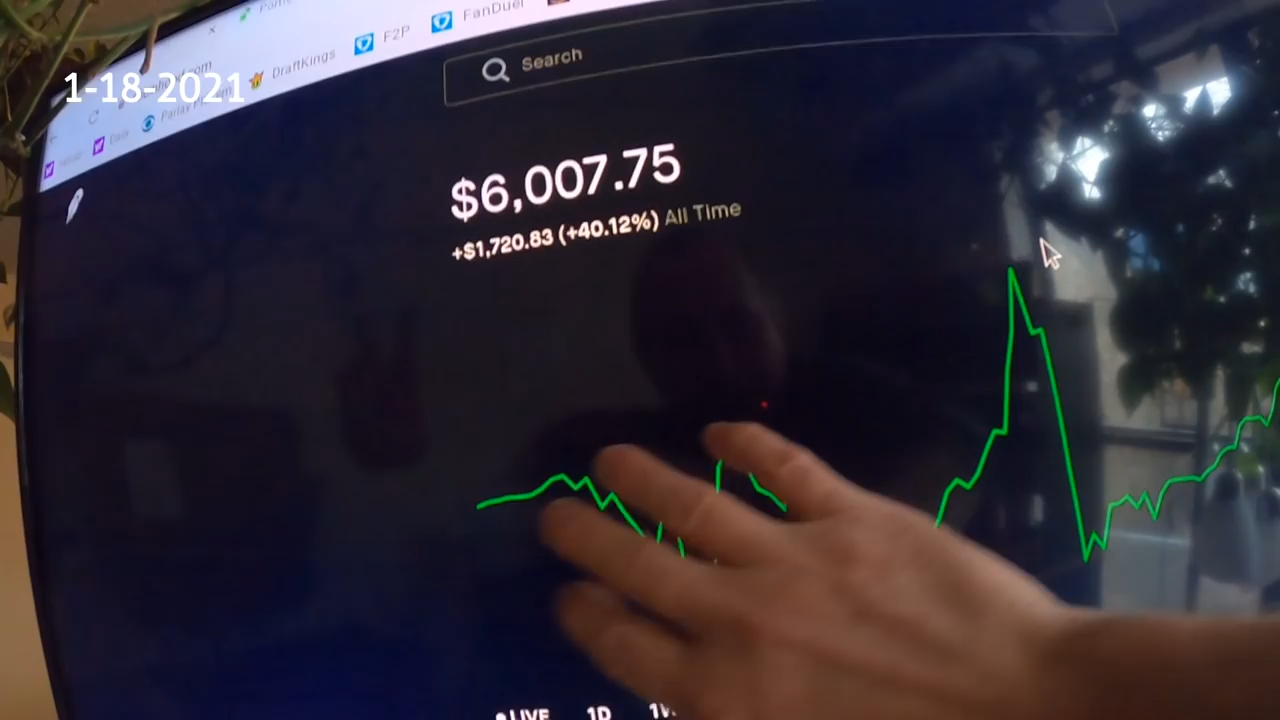 1-18-2021
DraftKings
F2P
FanDuel
Search
$6,007.75
+$1,720.83 (+40.12%) All Time
LIVE
1D